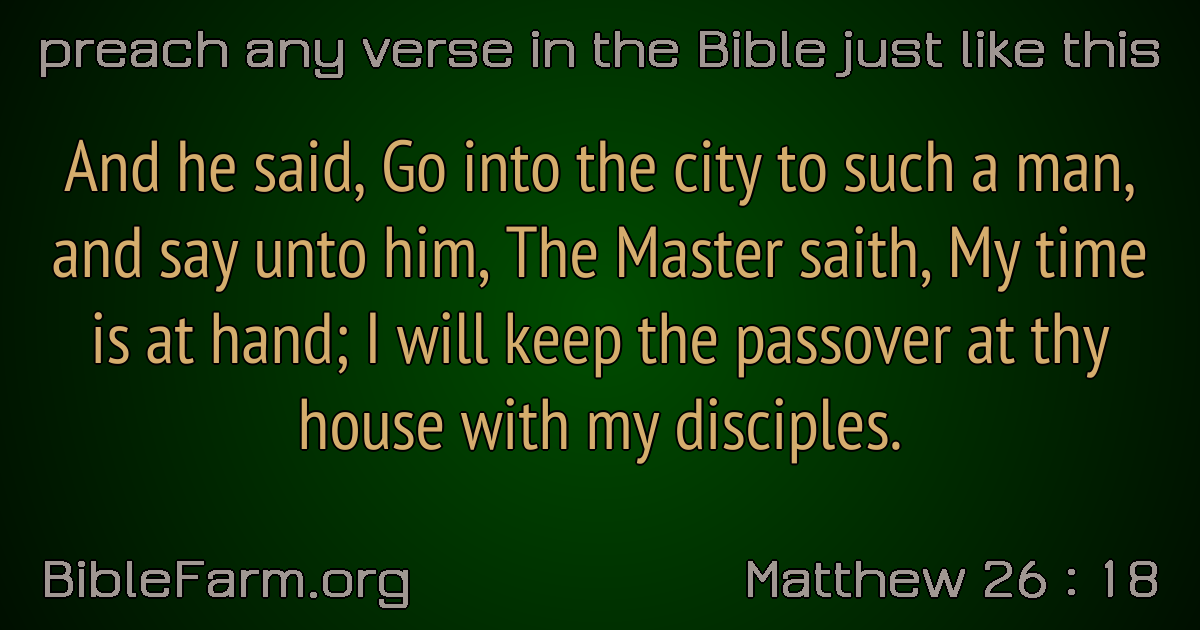 preach any verse in the Bible just like this
And he said, Go into the city to such a man,
and say unto him, The Master saith, My time
is at hand; I will keep the passover at thy
house with my disciples.
BibleFarm.org
Matthew 26 : 18